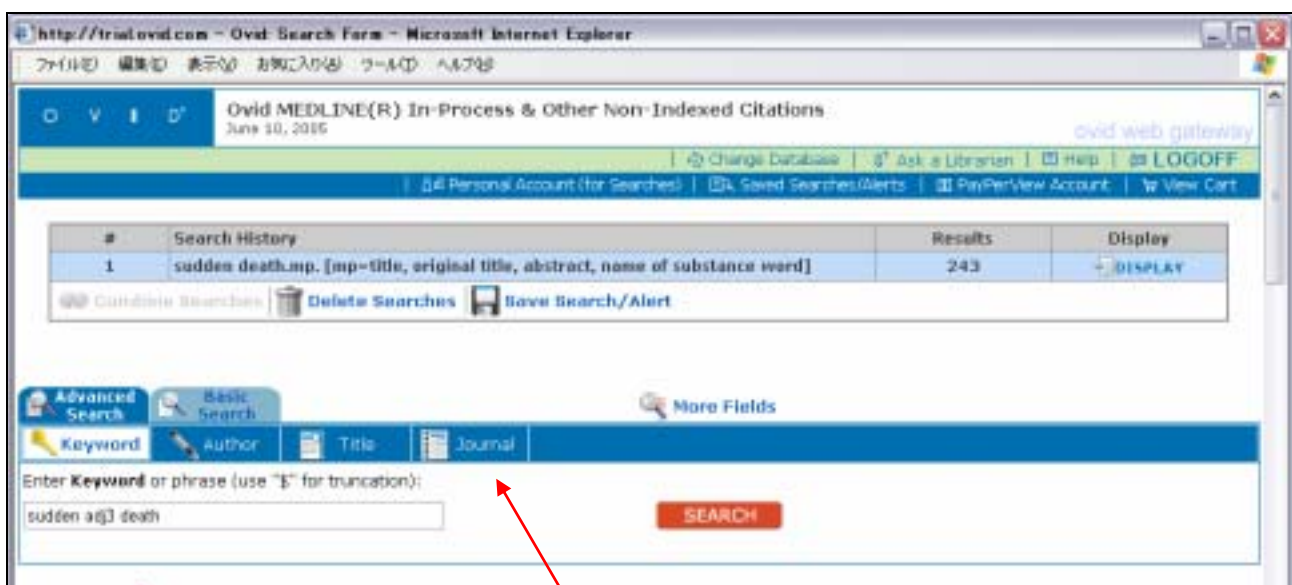 http://trial.ovid.com - Ovid: Search Form - Microsoft Internet Explorer
ファイル(F) 編集(E) 表示(V) お気に入り(A) ツール(T) ヘルプ(H)
O V I D Ovid MEDLINE(R) In-Process & Other Non-Indexed Citations
June 10, 2005
ovid web gateway
| Change Database | Ask a Librarian | Help | LOGOFF
| Personal Account (for Searches) | Saved Searches/Alerts | PayPerView Account | View Cart
# Search History Results Display
1 sudden death.mp. [mp=title, original title, abstract, name of substance word] 243 DISPLAY
Combine Searches Delete Searches Save Search/Alert
Advanced Search Basic Search More Fields
Keyword Author Title Journal
Enter Keyword or phrase (use "$" for truncation):
sudden adj3 death SEARCH